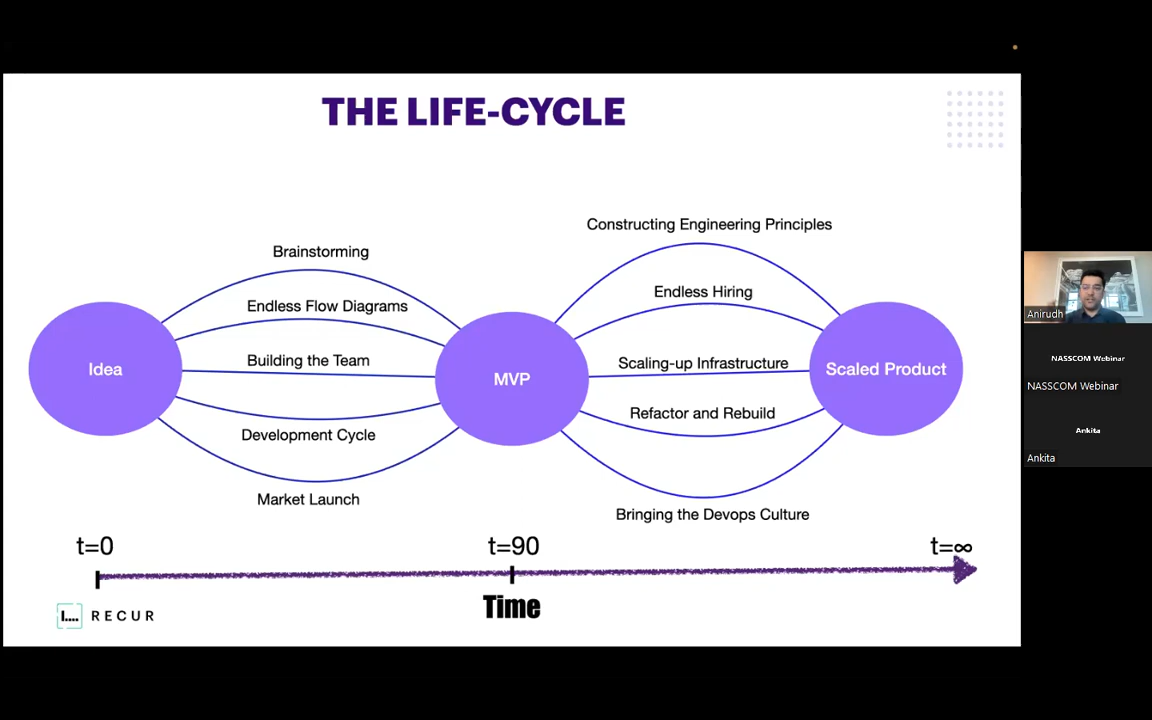 THE LIFE-CYCLE
Constructing Engineering Principles
Brainstorming
Endless Hiring
Endless Flow Diagrams
Building the Team
Scaling-up Infrastructure
Idea
MVP
Scaled Product
Refactor and Rebuild
Development Cycle
Market Launch
Bringing the Devops Culture
t=0
t=90
t=∞
Time
I....
RECUR
Anirudh
NASSCOM Webinar
NASSCOM Webinar
Ankita
Ankita